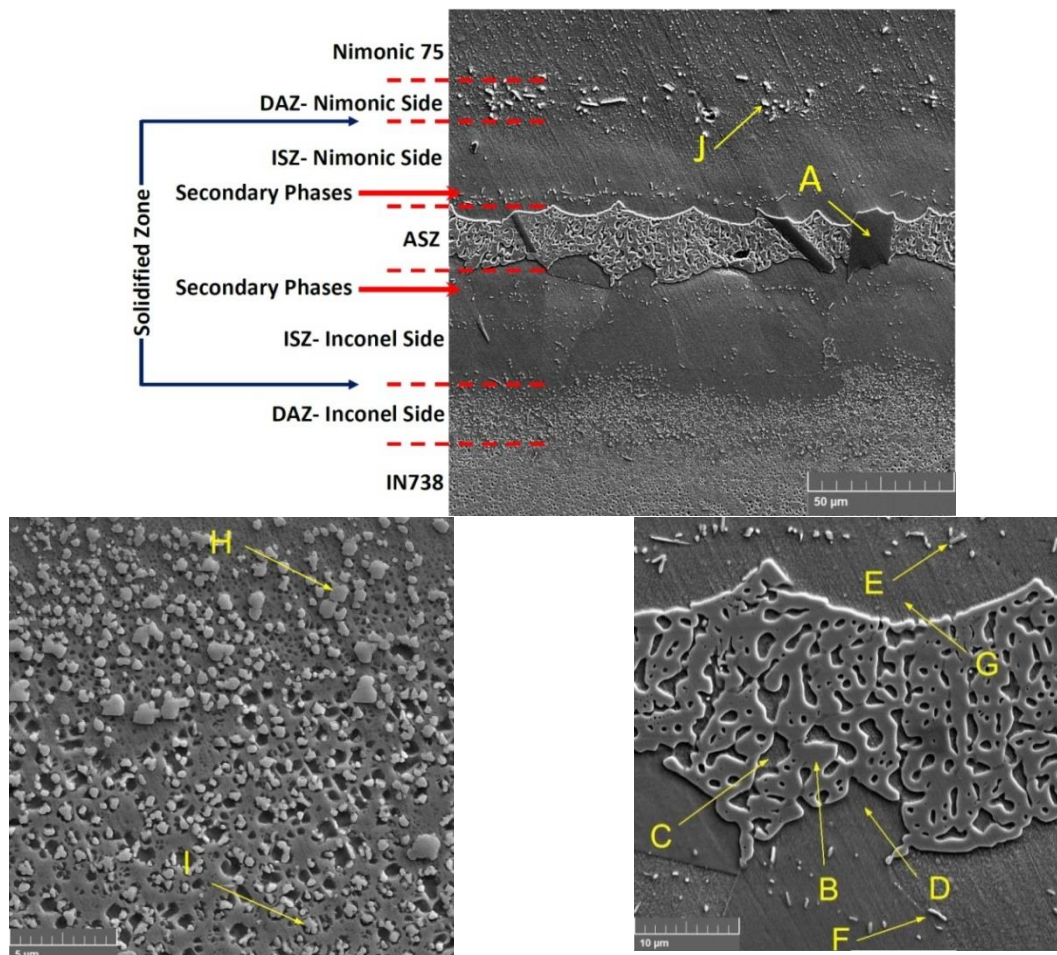 Nimonic 75
DAZ- Nimonic Side
ISZ- Nimonic Side
Secondary Phases
ASZ
Secondary Phases
ISZ- Inconel Side
DAZ- Inconel Side
IN738
Solidified Zone
J
A
50 µm
H
I
5 µm
E
G
C
B
D
F
10 µm